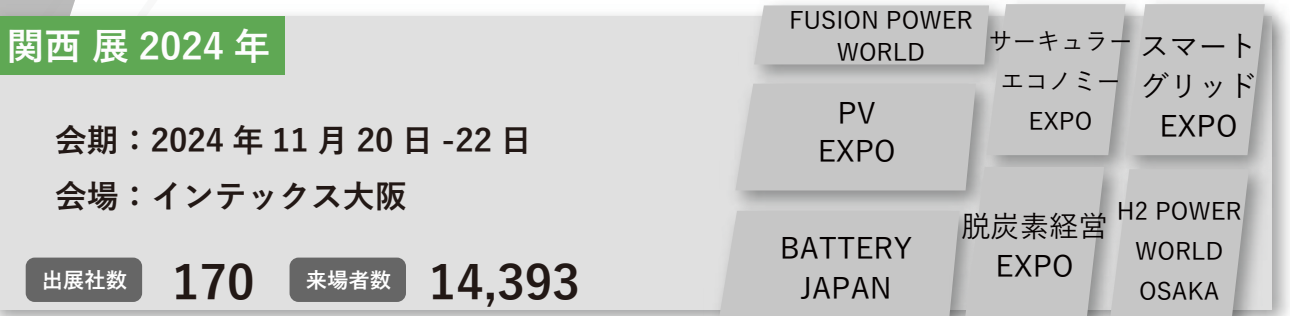 関西 展 2024 年
会期：2024 年 11 月 20 日 -22 日
会場：インテックス大阪
出展社数 170 来場者数 14,393
FUSION POWER
WORLD
PV
EXPO
BATTERY
JAPAN
サーキュラー
エコノミー
EXPO
脱炭素経営
EXPO
スマート
グリッド
EXPO
H2 POWER
WORLD
OSAKA